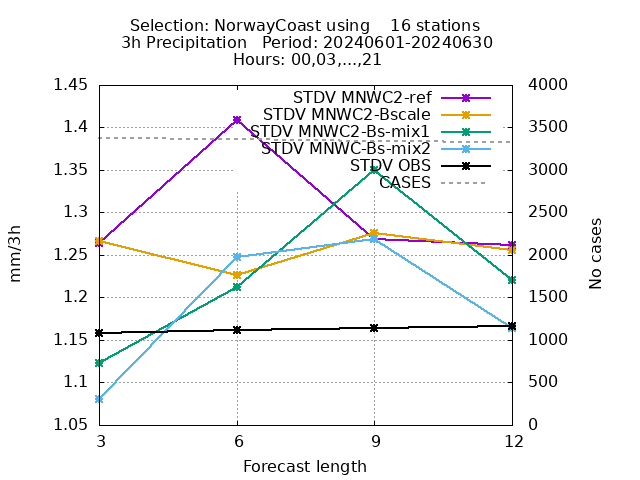 Selection: NorwayCoast using    16 stations
3h Precipitation   Period: 20240601-20240630
Hours: 00,03,...,21
1.45
1.4
1.35
1.3
1.25
1.2
1.15
1.1
1.05
mm/3h
STDV MNWC2-ref
STDV MNWC2-Bscale
STDV MNWC2-Bs-mix1
STDV MNWC-Bs-mix2
STDV OBS
CASES
4000
3500
3000
2500
2000
1500
1000
500
0
No cases
3 6 9 12
Forecast length